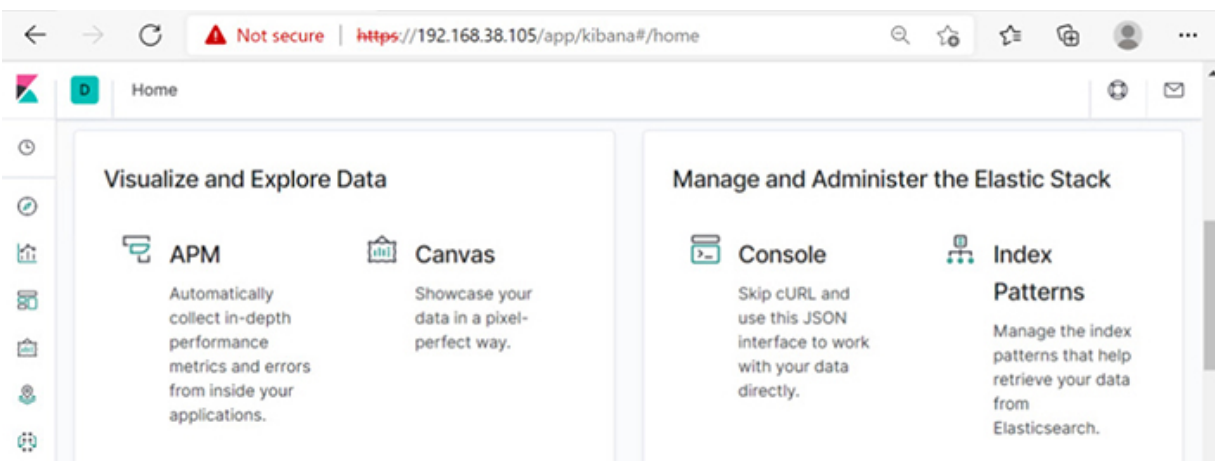 Not secure | https://192.168.38.105/app/kibana#/home
D Home
Visualize and Explore Data
APM
Automatically
collect in-depth
performance
metrics and errors
from inside your
applications.
Canvas
Showcase your
data in a pixel-
perfect way.
Manage and Administer the Elastic Stack
Console
Skip cURL and
use this JSON
interface to work
with your data
directly.
Index
Patterns
Manage the index
patterns that help
retrieve your data
from
Elasticsearch.